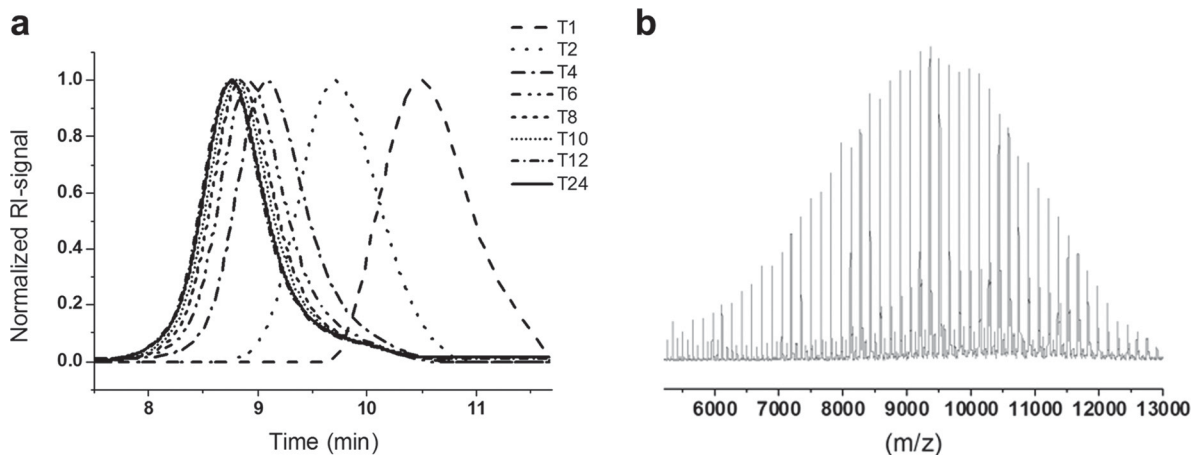 a
T1
T2
T4
T6
T8
T10
T12
T24
1.0
0.8
0.6
0.4
0.2
0.0
Normalized RI-signal
8 9 10 11
Time (min)
b
6000 7000 8000 9000 10000 11000 12000 13000
(m/z)